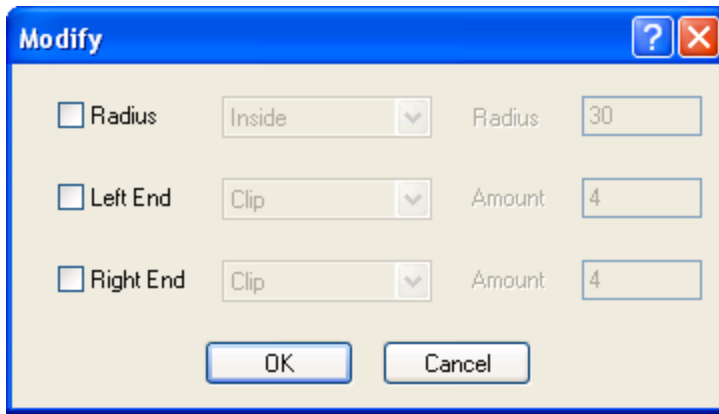 Modify
Radius Inside Radius 30
Left End Clip Amount 4
Right End Clip Amount 4
OK Cancel